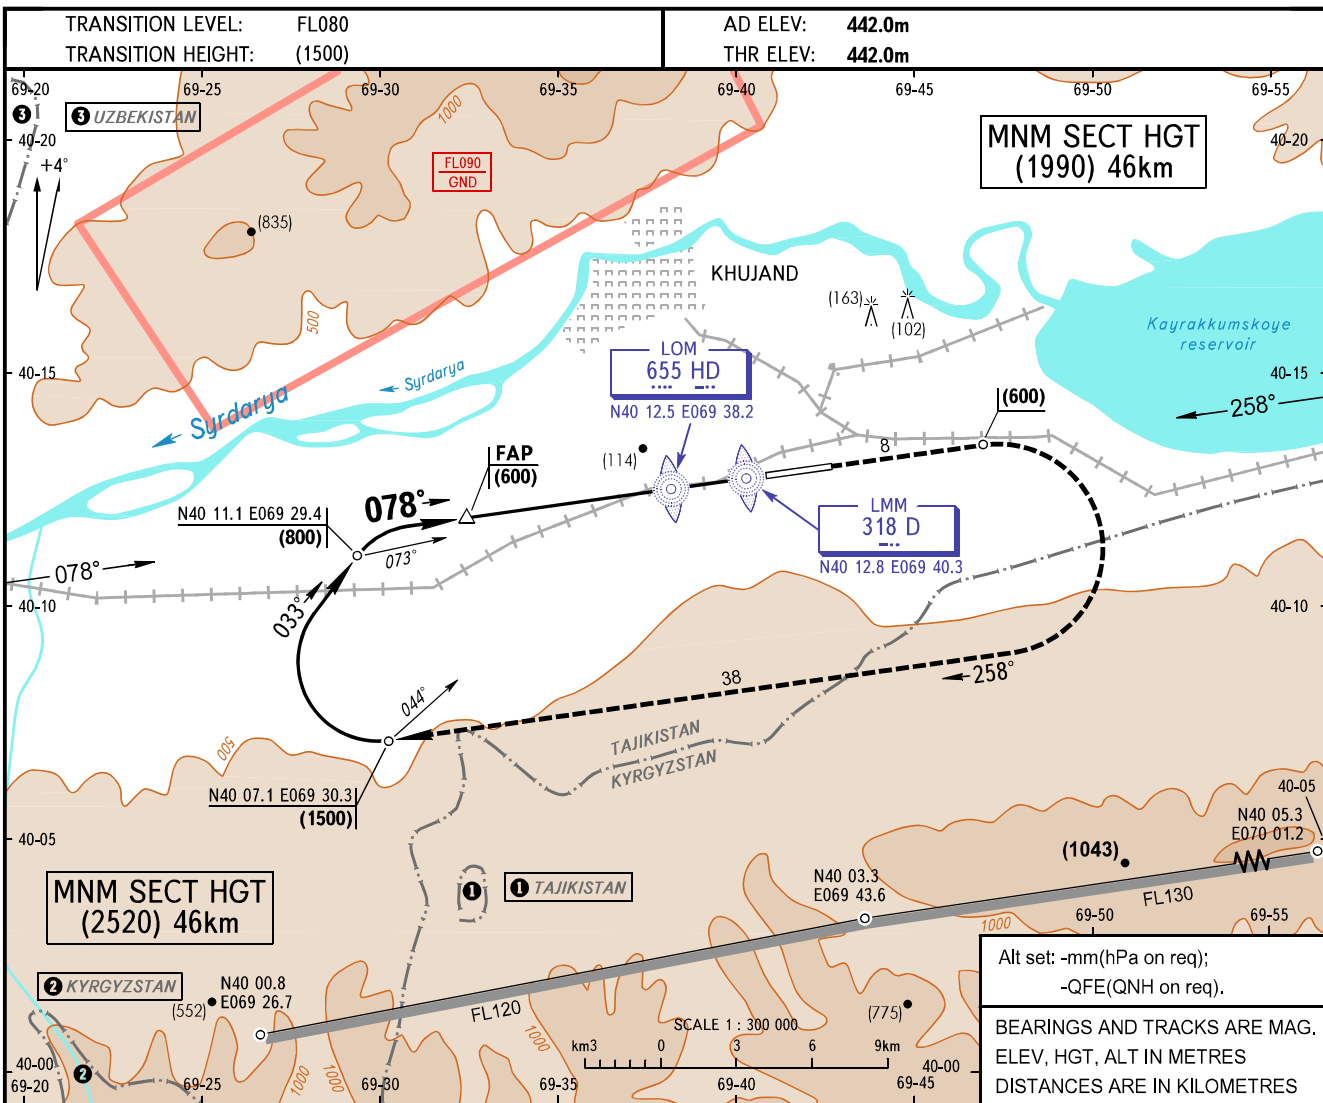 TRANSITION LEVEL: FL080
TRANSITION HEIGHT: (1500)
AD ELEV: 442.0m
THR ELEV: 442.0m
69-20 69-25 69-30 69-35 69-40 69-45 69-50 69-55
3
3 UZBEKISTAN
1000
MNM SECT HGT
(1990) 46km
40-20
40-20
+4°
FL090
GND
(835)
KHUJAND
(163)
(102)
500
Kayrakkumskoye
reservoir
LOM
655 HD
N40 12.5 E069 38.2
40-15
40-15
Syrdarya
Syrdarya
258°
(600)
8
FAP
(600)
(114)
078°
N40 11.1 E069 29.4
(800)
073°
LMM
318 D
N40 12.8 E069 40.3
078°
033°
40-10
40-10
258°
38
044°
TAJIKISTAN
KYRGYZSTAN
500
N40 07.1 E069 30.3
(1500)
40-05
40-05
N40 05.3
E070 01.2
(1043)
N40 03.3
E069 43.6
MNM SECT HGT
(2520) 46km
1
1 TAJIKISTAN
FL130
69-50 69-55
1000
2 KYRGYZSTAN
N40 00.8
E069 26.7
(552)
FL120
(775)
1000
1000
1000
SCALE 1 : 300 000
km3 0 3 6 9km
2
40-00
40-00
69-20 69-25 69-30 69-35 69-40 69-45
Alt set: -mm(hPa on req);
-QFE(QNH on req).
BEARINGS AND TRACKS ARE MAG.
ELEV, HGT, ALT IN METRES
DISTANCES ARE IN KILOMETRES